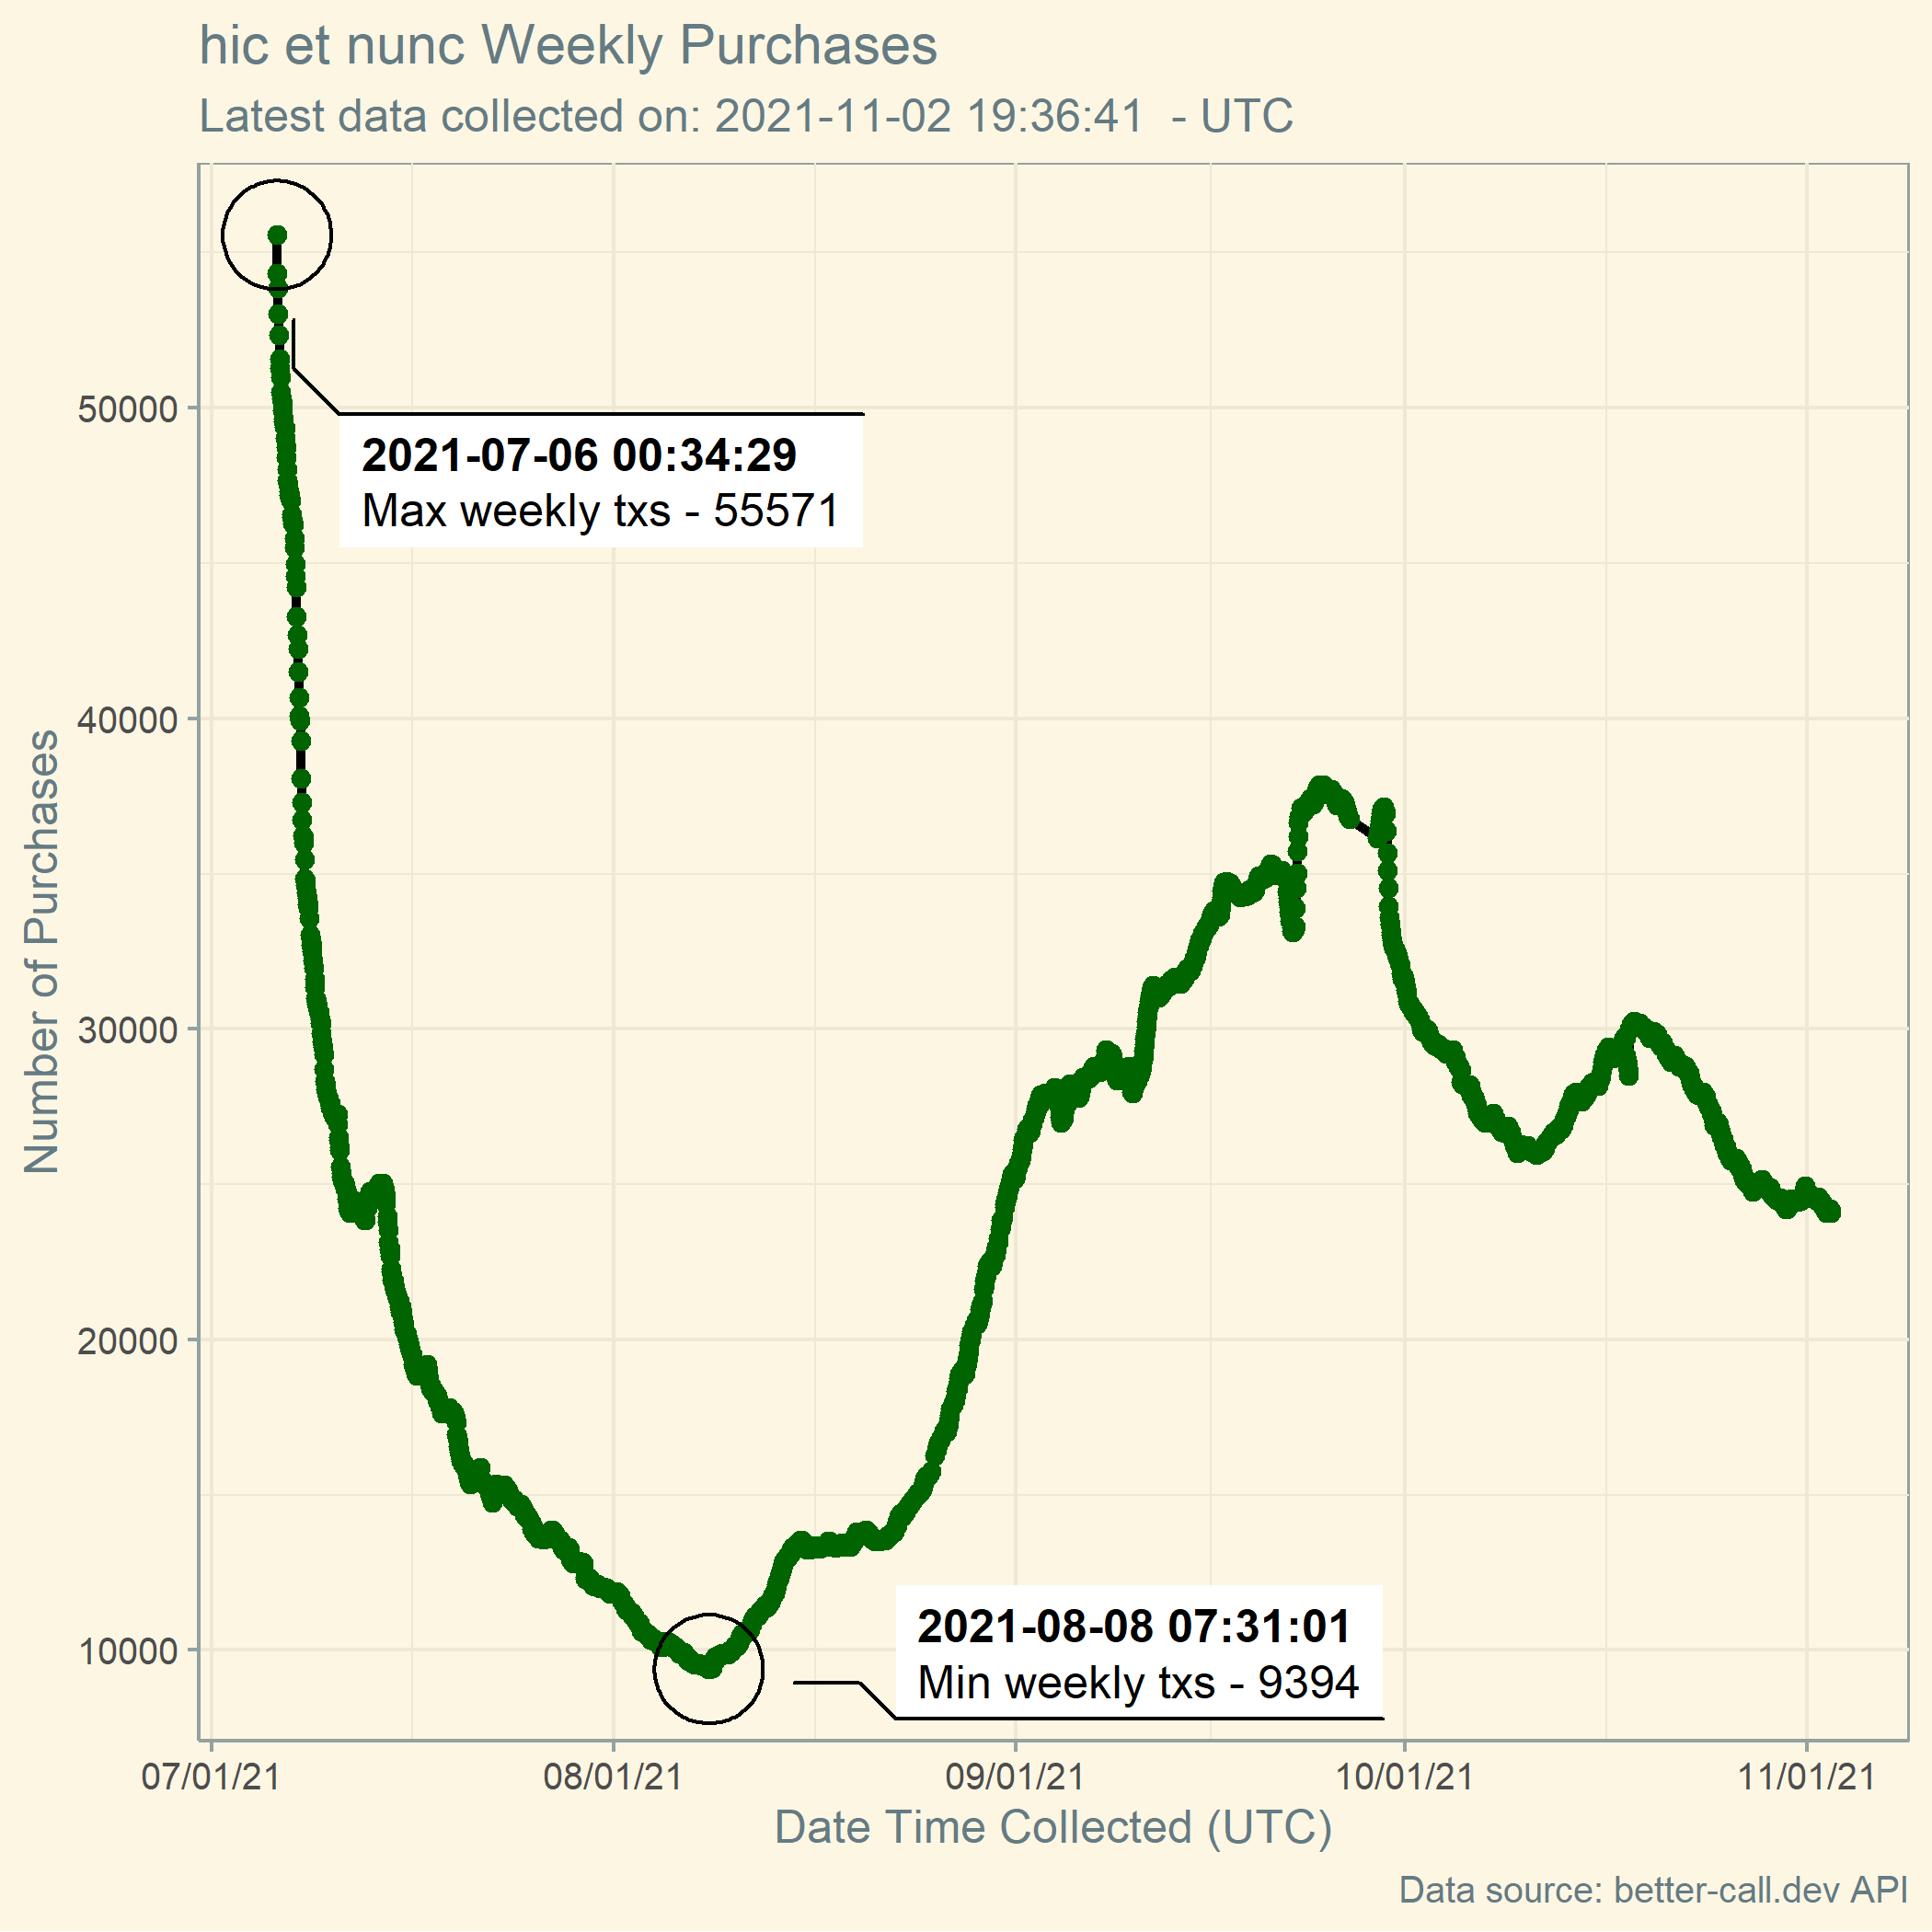 hic et nunc Weekly Purchases
Latest data collected on: 2021-11-02 19:36:41  - UTC
Number of Purchases
50000
40000
30000
20000
10000
2021-07-06 00:34:29
Max weekly txs - 55571
2021-08-08 07:31:01
Min weekly txs - 9394
07/01/21
08/01/21
09/01/21
10/01/21
11/01/21
Date Time Collected (UTC)
Data source: better-call.dev API